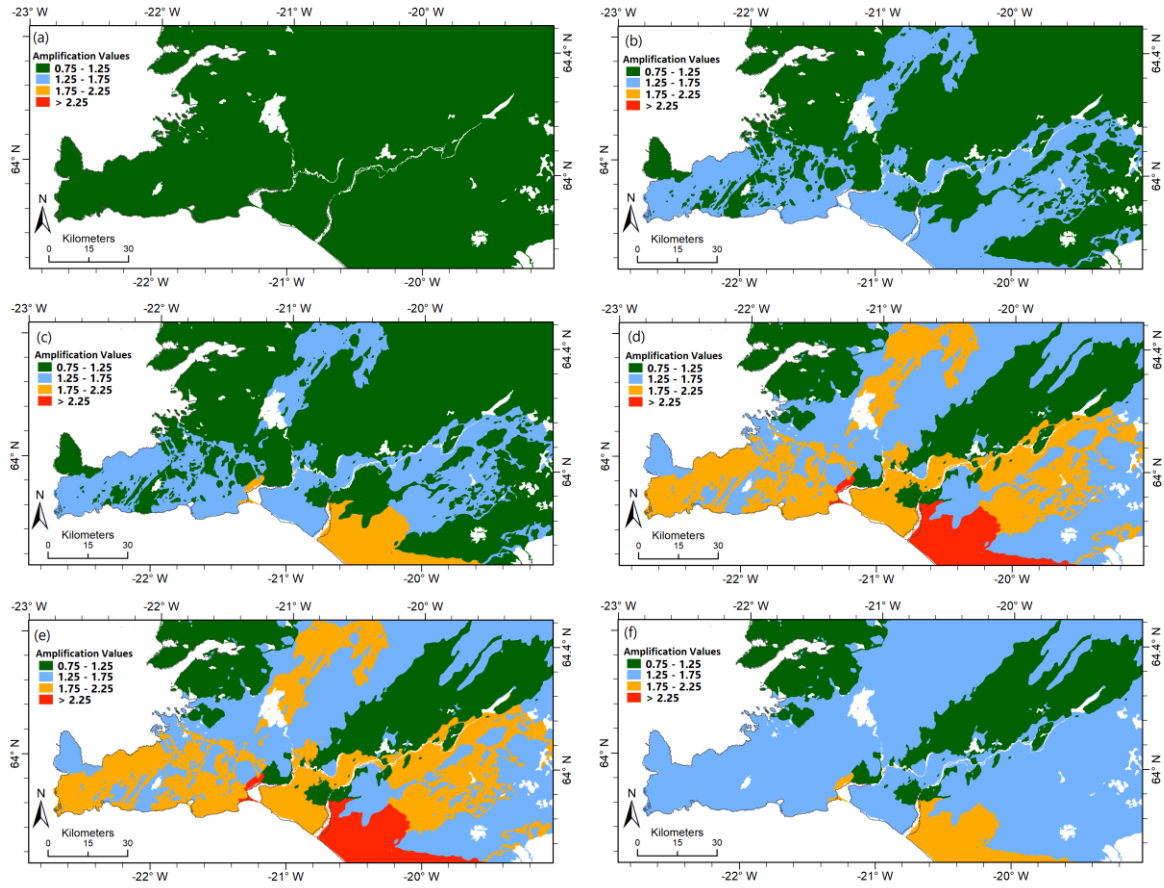 -23° W -22° W -21° W -20° W
(a)
Amplification Values
0.75 - 1.25
1.25 - 1.75
1.75 - 2.25
> 2.25
64.4° N
64° N
64° N
N
Kilometers
0 15 30
-22° W -21° W -20° W
-23° W -22° W -21° W -20° W
(b)
Amplification Values
0.75 - 1.25
1.25 - 1.75
1.75 - 2.25
> 2.25
64.4° N
64° N
64° N
N
Kilometers
0 15 30
-22° W -21° W -20° W
-23° W -22° W -21° W -20° W
(c)
Amplification Values
0.75 - 1.25
1.25 - 1.75
1.75 - 2.25
> 2.25
64.4° N
64° N
64° N
N
Kilometers
0 15 30
-22° W -21° W -20° W
-23° W -22° W -21° W -20° W
(d)
Amplification Values
0.75 - 1.25
1.25 - 1.75
1.75 - 2.25
> 2.25
64.4° N
64° N
64° N
N
Kilometers
0 15 30
-22° W -21° W -20° W
-23° W -22° W -21° W -20° W
(e)
Amplification Values
0.75 - 1.25
1.25 - 1.75
1.75 - 2.25
> 2.25
64.4° N
64° N
64° N
N
Kilometers
0 15 30
-22° W -21° W -20° W
-23° W -22° W -21° W -20° W
(f)
Amplification Values
0.75 - 1.25
1.25 - 1.75
1.75 - 2.25
> 2.25
64.4° N
64° N
64° N
N
Kilometers
0 15 30
-22° W -21° W -20° W